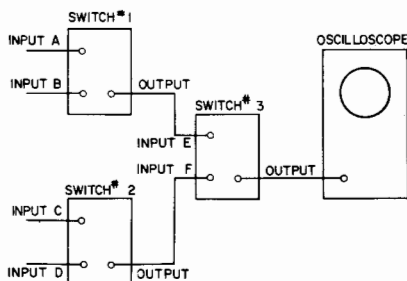 SWITCH #1
INPUT A
INPUT B
OUTPUT
OSCILLOSCOPE
SWITCH # 3
INPUT E
INPUT F
OUTPUT
SWITCH # 2
INPUT C
INPUT D
OUTPUT